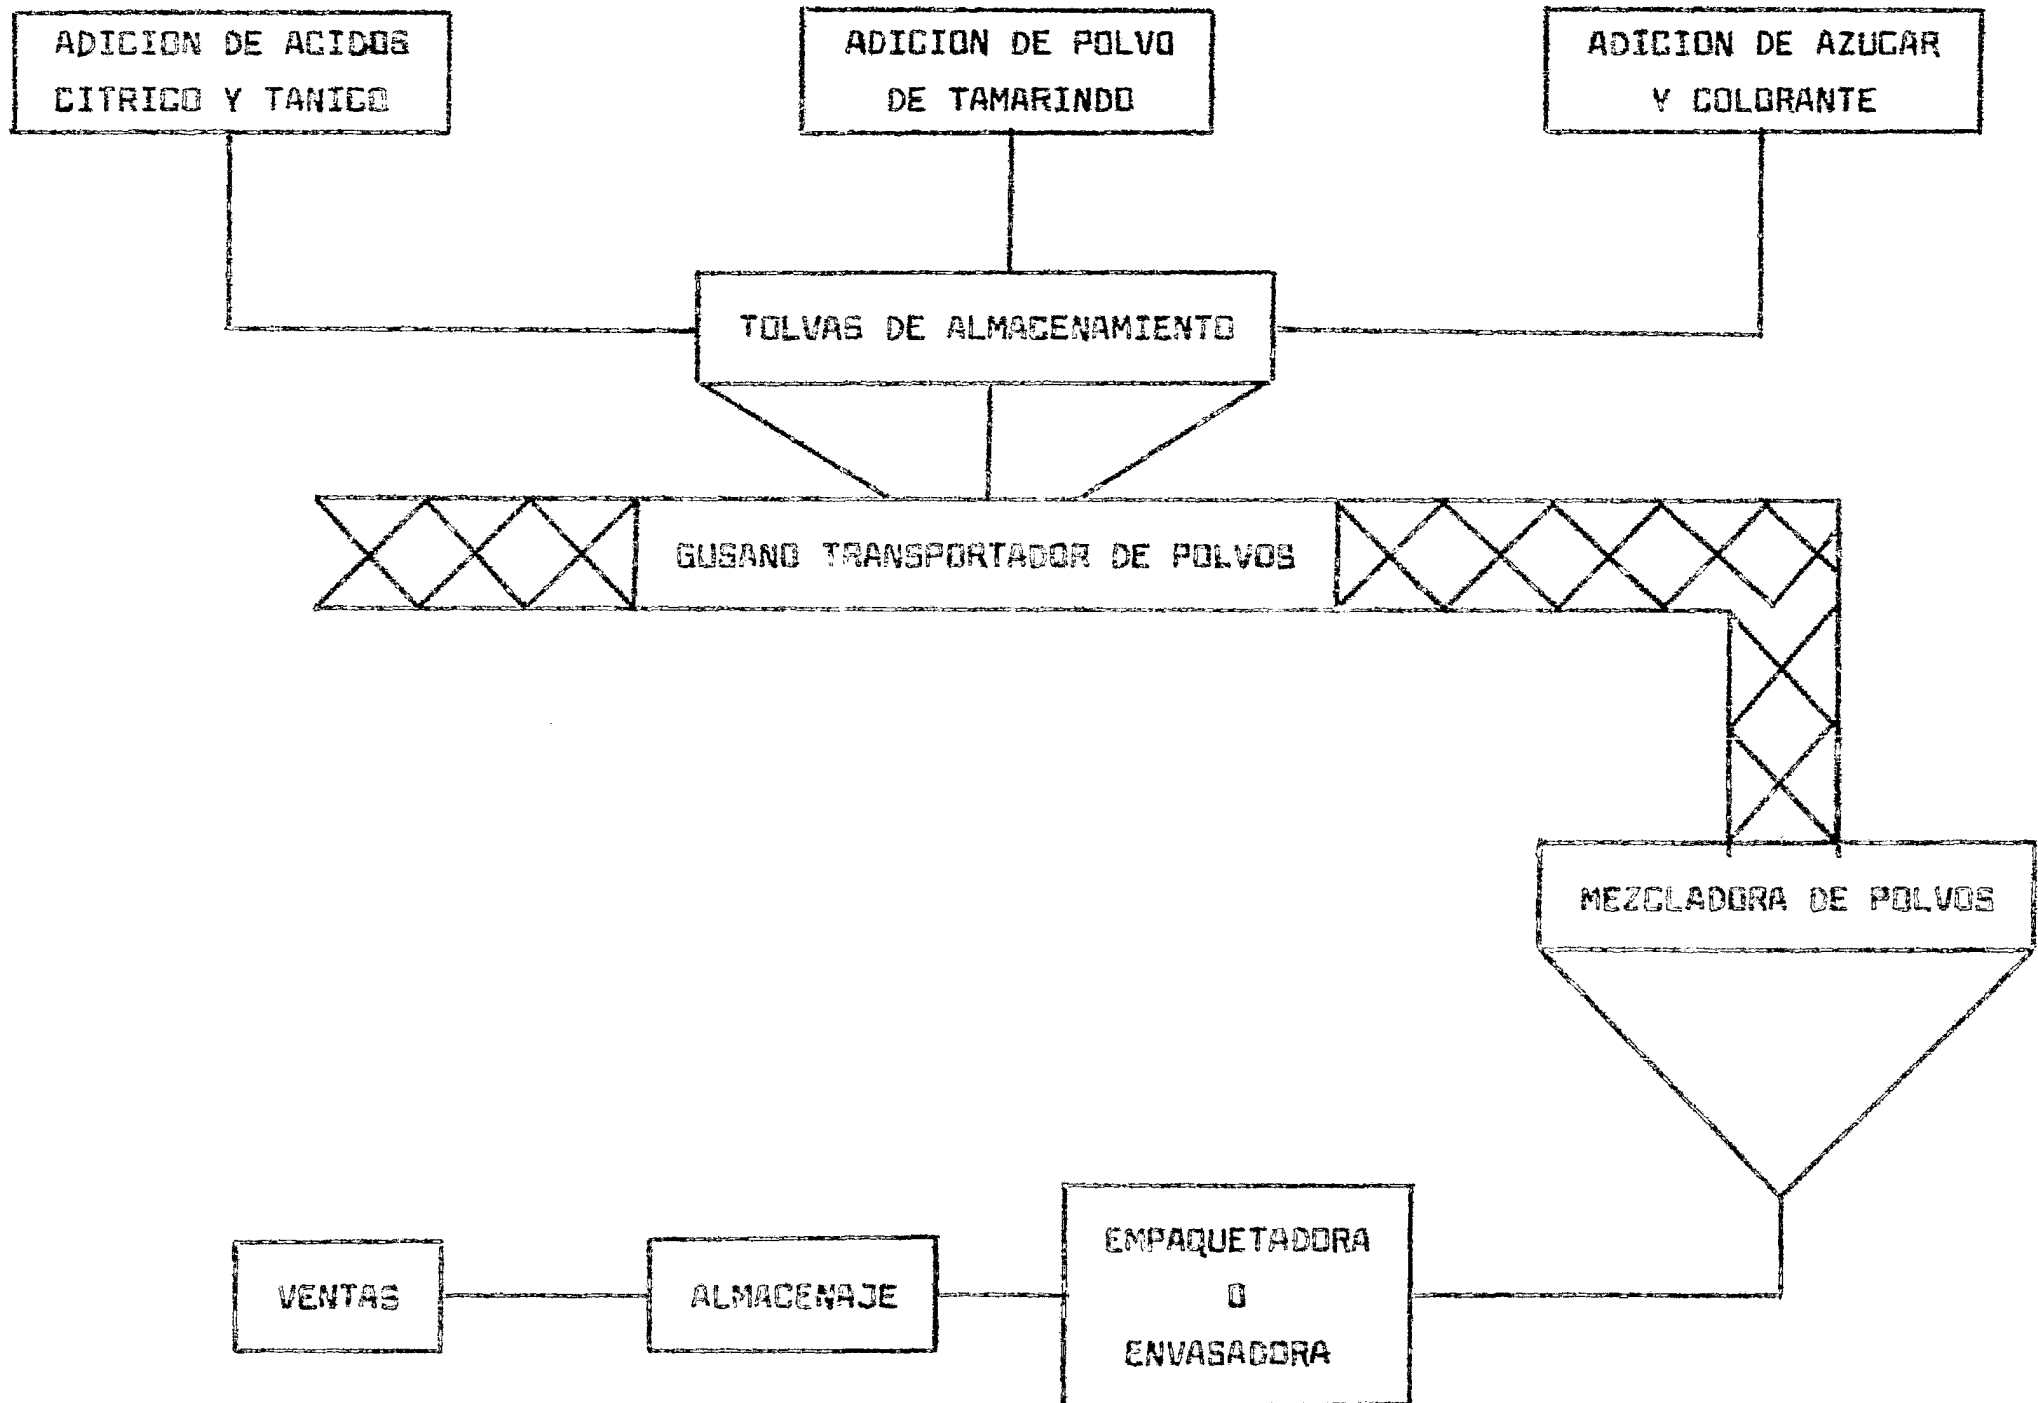 ADICION DE ACIDOS
CITRICO Y TANICO
ADICION DE POLVO
DE TAMARINDO
ADICION DE AZUCAR
Y COLORANTE
TOLVAS DE ALMACENAMIENTO
GUSANO TRANSPORTADOR DE POLVOS
MEZCLADORA DE POLVOS
EMPAQUETADORA
O
ENVASADORA
ALMACENAJE
VENTAS